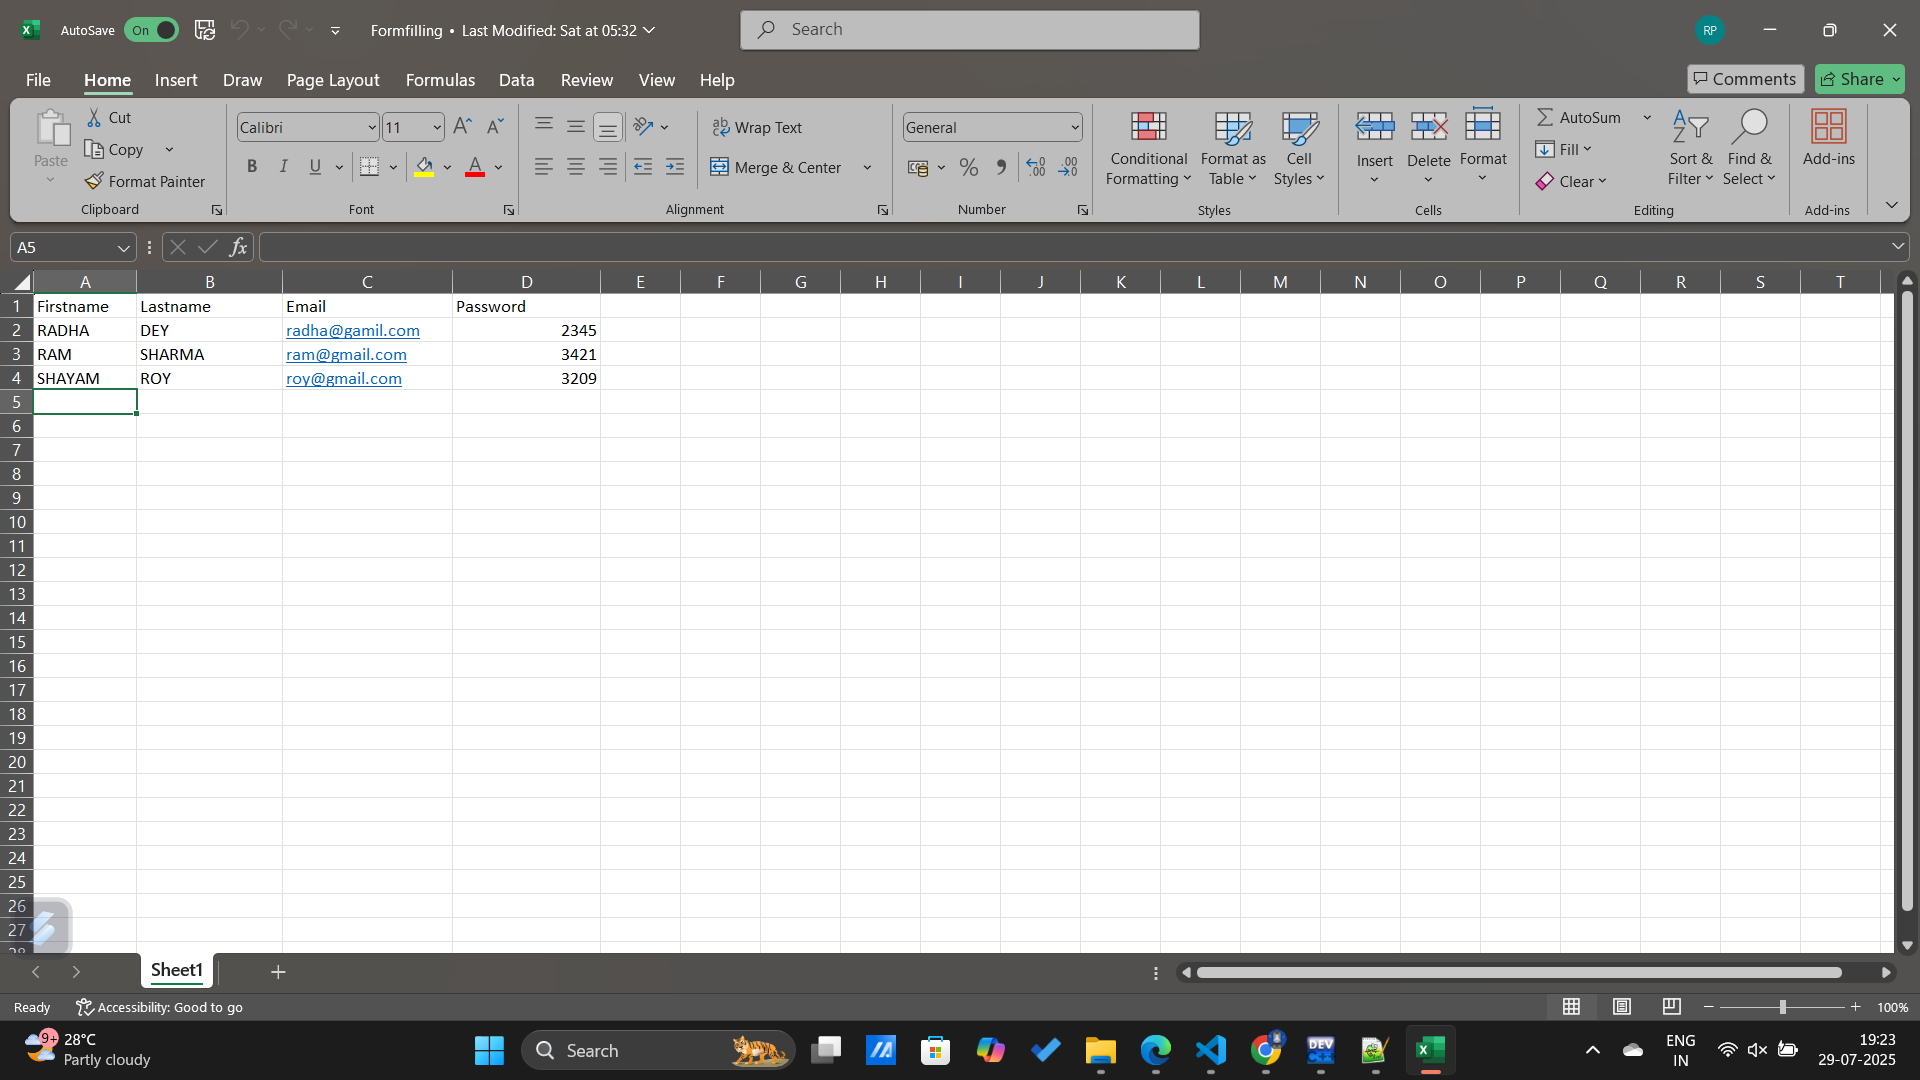 AutoSave On Formfilling • Last Modified: Sat at 05:32 Search RP
File Home Insert Draw Page Layout Formulas Data Review View Help Comments Share
Paste Cut Copy Format Painter Clipboard
Calibri 11 B I U A Font
Wrap Text Merge & Center Alignment
General % Number
Conditional Formatting Format as Table Cell Styles Styles
Insert Delete Format Cells
AutoSum Fill Clear Sort & Filter Find & Select Editing
Add-ins Add-ins
A5 fx
A B C D E F G H I J K L M N O P Q R S T
1 Firstname Lastname Email Password
2 RADHA DEY radha@gamil.com 2345
3 RAM SHARMA ram@gmail.com 3421
4 SHAYAM ROY roy@gmail.com 3209
5
6
7
8
9
10
11
12
13
14
15
16
17
18
19
20
21
22
23
24
25
26
27
28
Sheet1
Ready Accessibility: Good to go 100%
9+ 28°C Search DEV ENG 19:23
Partly cloudy IN 29-07-2025